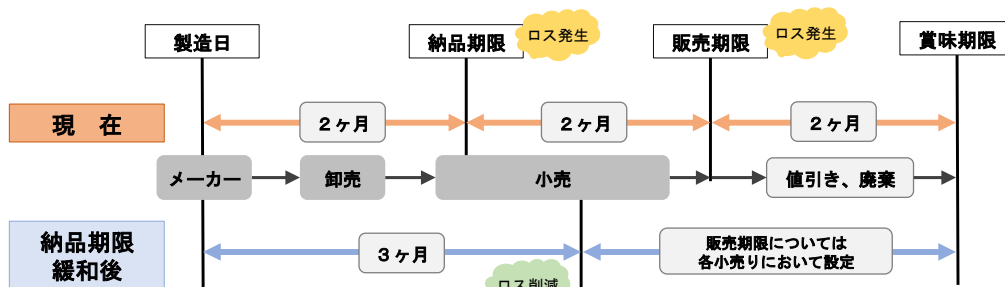 製造日
納品期限
ロス発生
販売期限
ロス発生
賞味期限
現　在
２ヶ月
２ヶ月
２ヶ月
メーカー
卸売
小売
値引き、廃棄
納品期限
緩和後
３ヶ月
販売期限については
各小売りにおいて設定
ロス削減